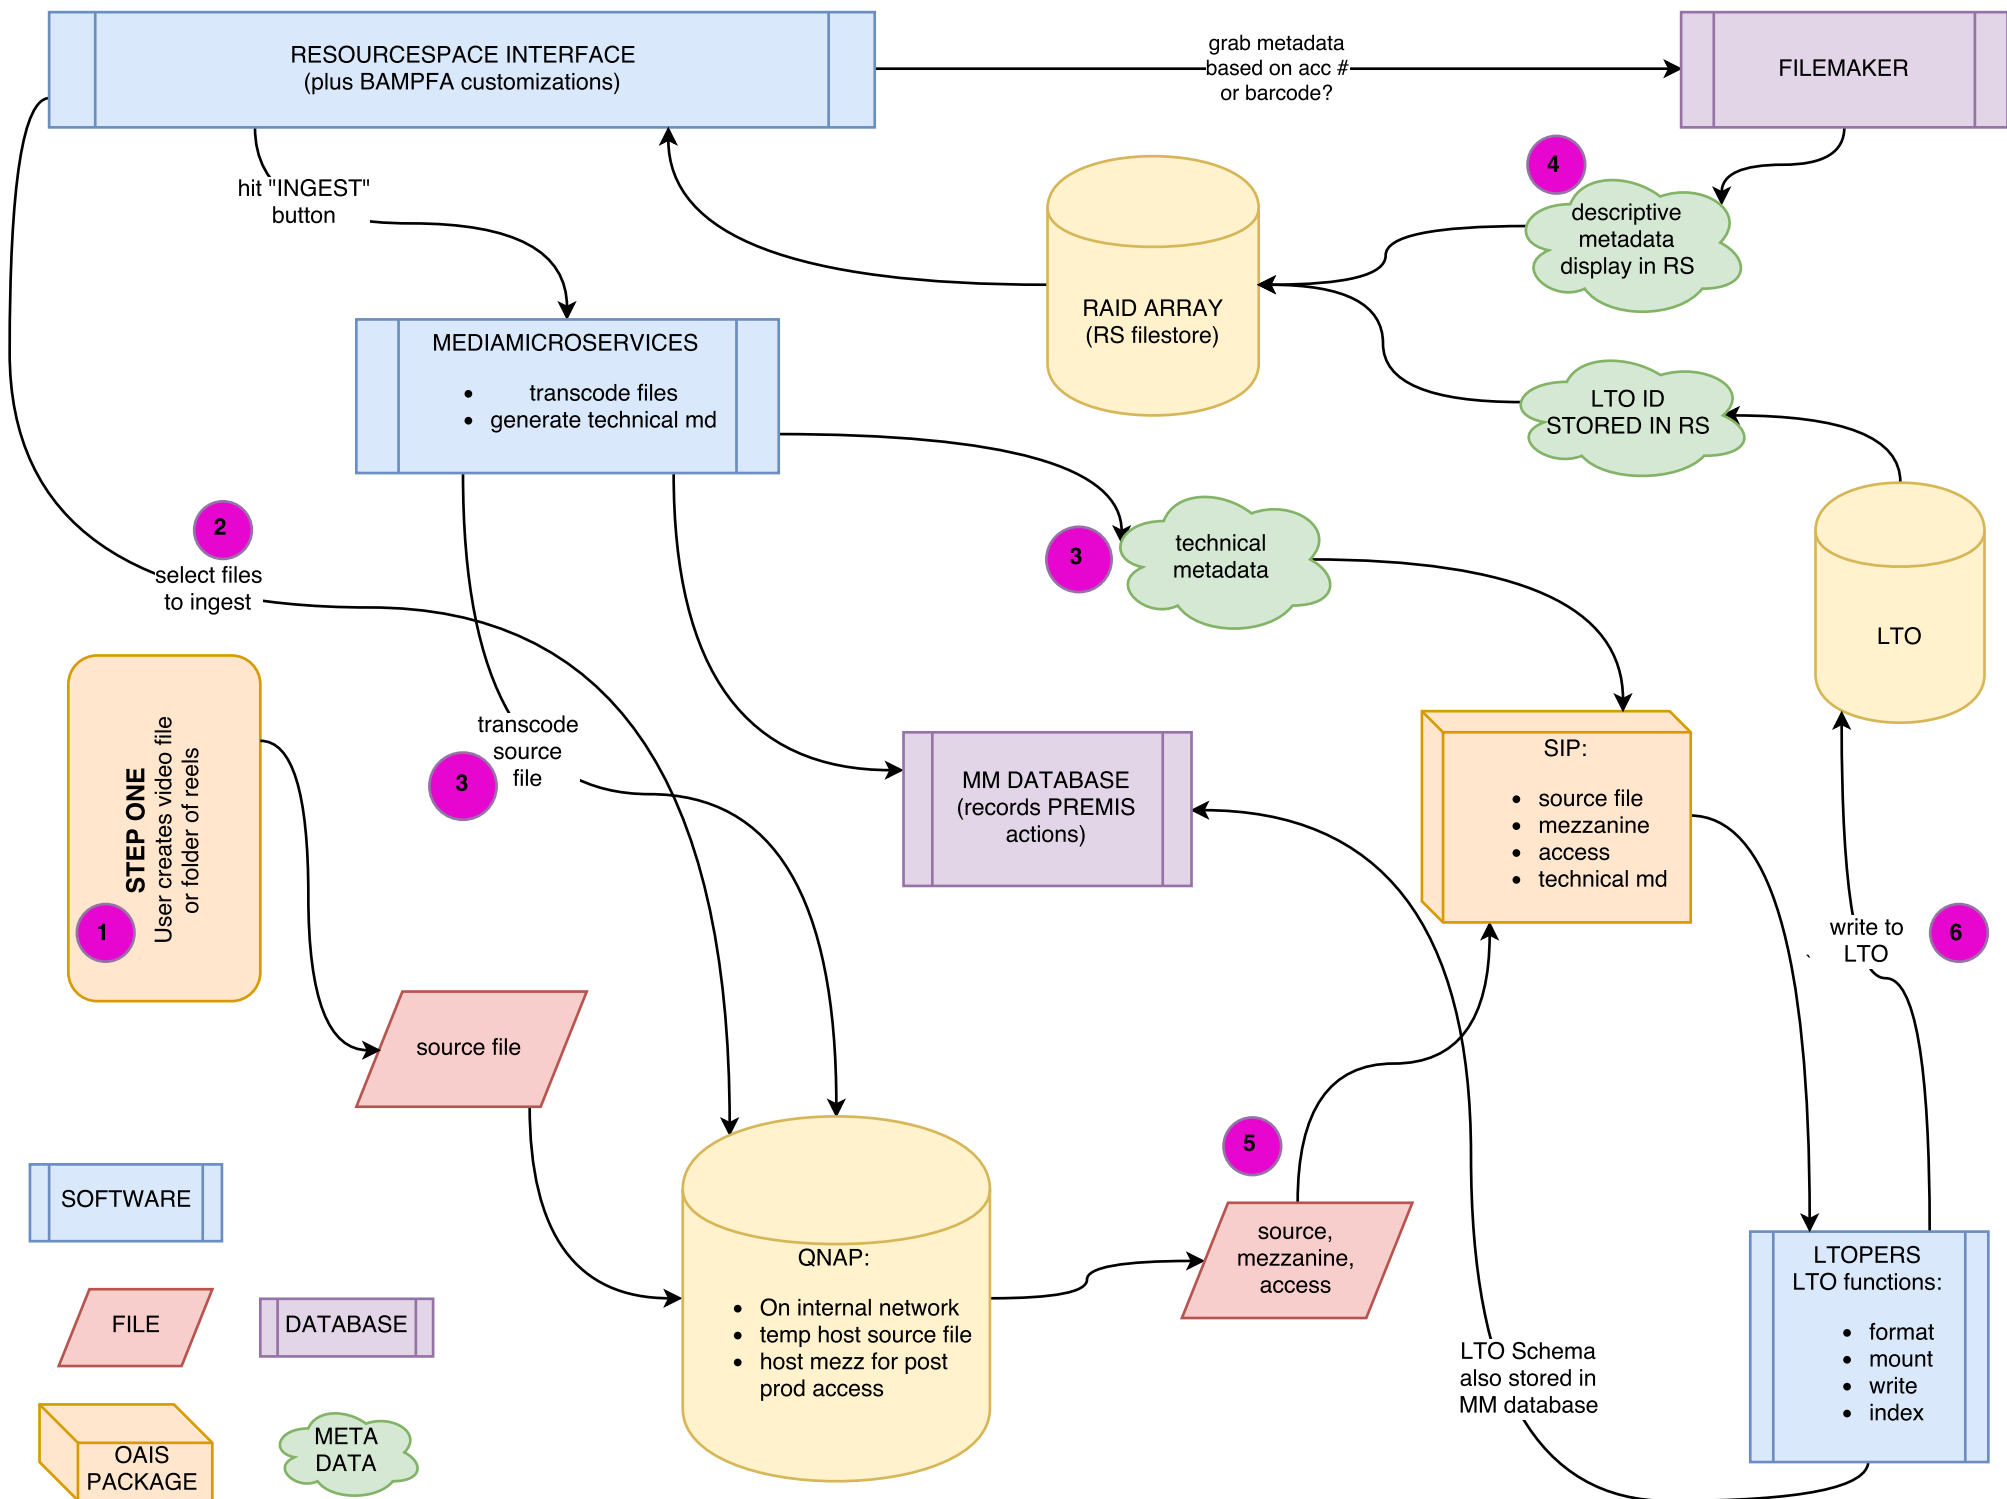 RESOURCESPACE INTERFACE
(plus BAMPFA customizations)
grab metadata
based on acc #
or barcode?
FILEMAKER
hit "INGEST"
button
4
descriptive
metadata
display in RS
RAID ARRAY
(RS filestore)
MEDIAMICROSERVICES
• transcode files
• generate technical md
LTO ID
STORED IN RS
2
select files
to ingest
3
technical
metadata
LTO
STEP ONE
User creates video file
or folder of reels
1
transcode
source
file
3
MM DATABASE
(records PREMIS
actions)
SIP:
• source file
• mezzanine
• access
• technical md
write to
LTO
6
`
source file
5
source,
mezzanine,
access
QNAP:
• On internal network
• temp host source file
• host mezz for post
prod access
LTO Schema
also stored in
MM database
LTOPERS
LTO functions:
• format
• mount
• write
• index
SOFTWARE
FILE
DATABASE
OAIS
PACKAGE
META
DATA